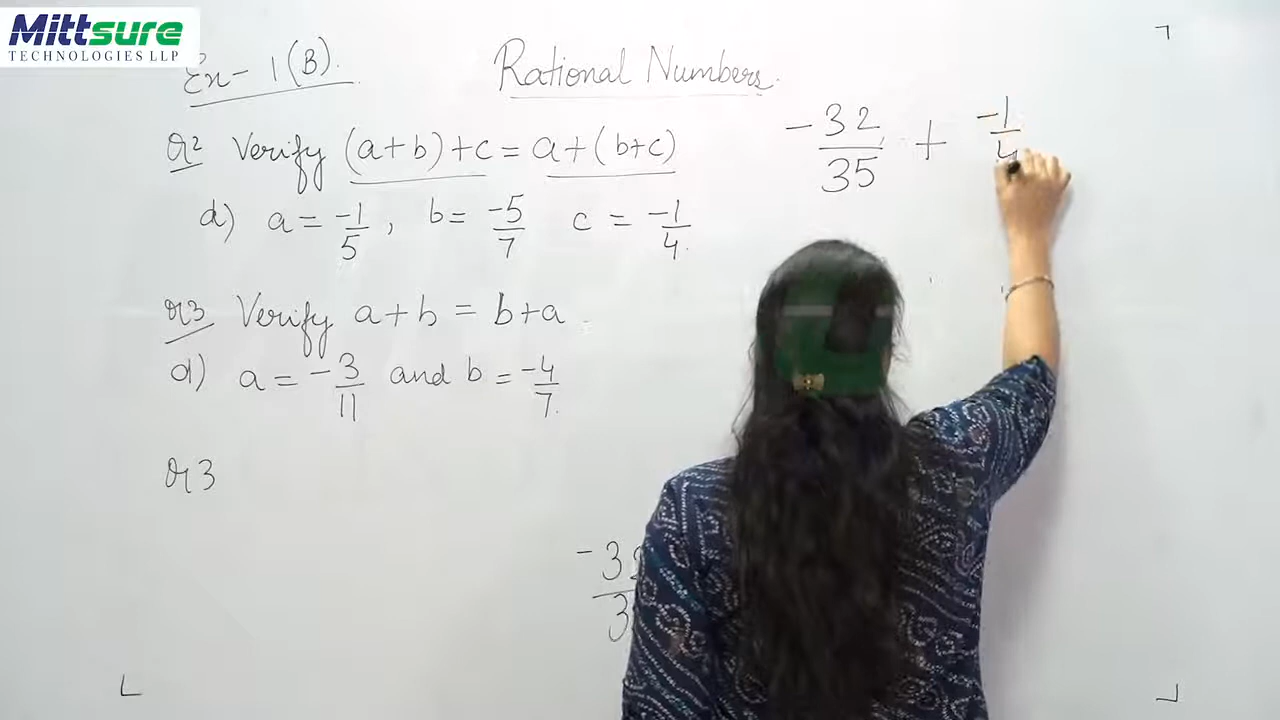 Mittsure
TECHNOLOGIES LLP
Ex- 1(B).
Rational Numbers.
Q2 Verify (a+b)+c = a+(b+c)
d) a = -1/5, b = -5/7 c = -1/4.
Q3 Verify a+b = b+a.
d) a = -3/11 and b = -4/7.
Q3
-32/35 + -1/4